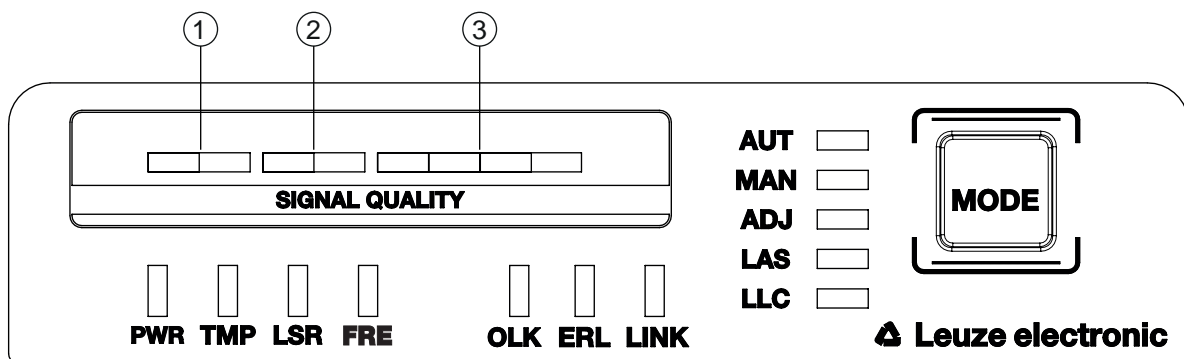 1 2 3
SIGNAL QUALITY
PWR TMP LSR FRE OLK ERL LINK
AUT
MAN
ADJ
LAS
LLC
MODE
Leuze electronic